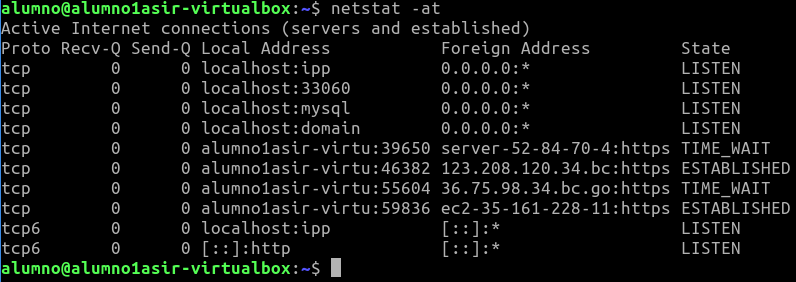 alumno@alumno1asir-virtualbox:~$ netstat -at
Active Internet connections (servers and established)
Proto Recv-Q Send-Q Local Address           Foreign Address         State
tcp        0      0 localhost:ipp           0.0.0.0:*               LISTEN
tcp        0      0 localhost:33060         0.0.0.0:*               LISTEN
tcp        0      0 localhost:mysql         0.0.0.0:*               LISTEN
tcp        0      0 localhost:domain        0.0.0.0:*               LISTEN
tcp        0      0 alumno1asir-virtu:39650 server-52-84-70-4:https TIME_WAIT
tcp        0      0 alumno1asir-virtu:46382 123.208.120.34.bc:https ESTABLISHED
tcp        0      0 alumno1asir-virtu:55604 36.75.98.34.bc.go:https TIME_WAIT
tcp        0      0 alumno1asir-virtu:59836 ec2-35-161-228-11:https ESTABLISHED
tcp6       0      0 localhost:ipp           [::]:*                  LISTEN
tcp6       0      0 [::]:http               [::]:*                  LISTEN
alumno@alumno1asir-virtualbox:~$